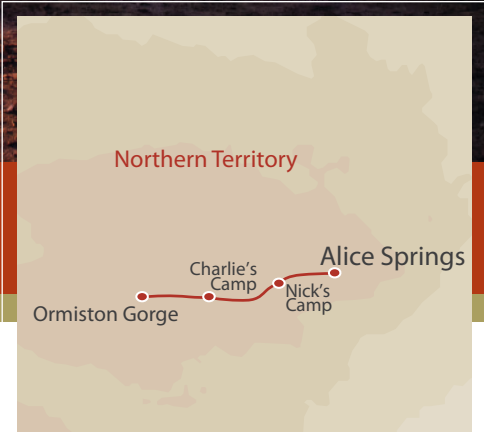 Northern Territory
Alice Springs
Charlie’s
Camp
Nick’s
Camp
Ormiston Gorge